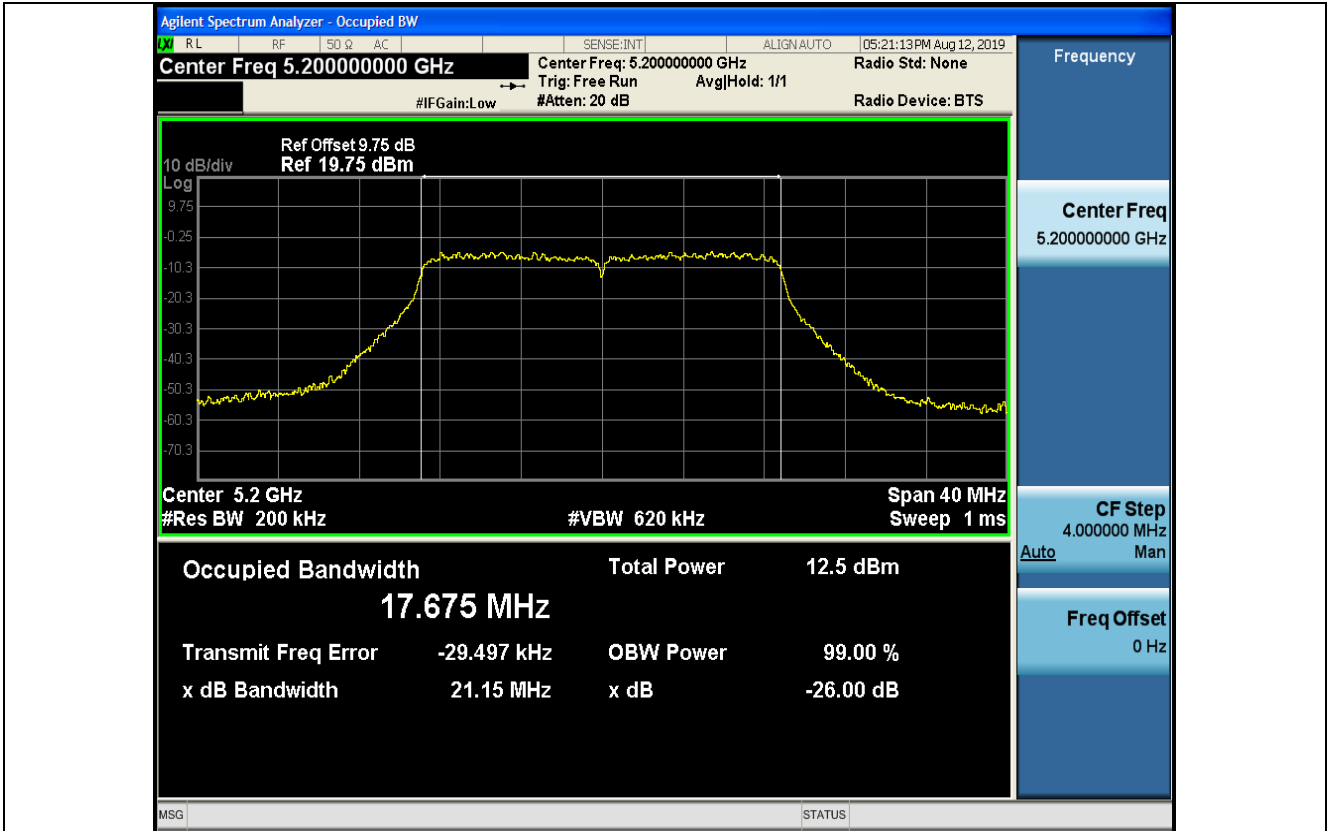 Agilent Spectrum Analyzer - Occupied BW
LXI RL RF 50 Ω AC SENSE:INT ALIGNAUTO 05:21:13PM Aug 12, 2019
Center Freq 5.200000000 GHz
Center Freq: 5.200000000 GHz
Radio Std: None
Trig: Free Run Avg|Hold: 1/1
#IFGain:Low #Atten: 20 dB Radio Device: BTS
Ref Offset 9.75 dB
10 dB/div Ref 19.75 dBm
Log
9.75
-0.25
-10.3
-20.3
-30.3
-40.3
-50.3
-60.3
-70.3
Center 5.2 GHz Span 40 MHz
#Res BW 200 kHz #VBW 620 kHz Sweep 1 ms
Occupied Bandwidth Total Power 12.5 dBm
17.675 MHz
Transmit Freq Error -29.497 kHz OBW Power 99.00 %
x dB Bandwidth 21.15 MHz x dB -26.00 dB
MSG STATUS
Frequency
Center Freq
5.200000000 GHz
CF Step
4.000000 MHz
Auto Man
Freq Offset
0 Hz